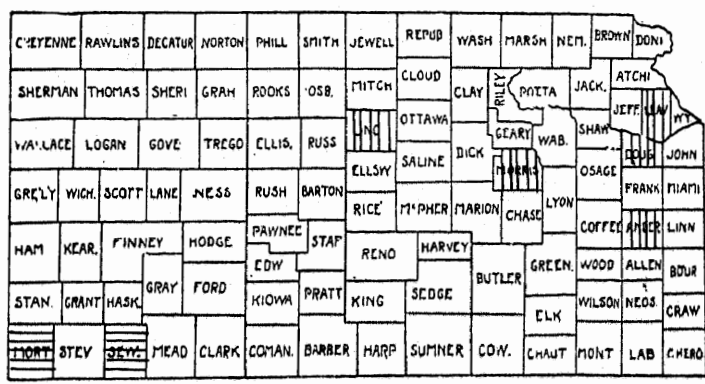 CHEYENNE RAWLINS DECATUR NORTON PHILL SMITH JEWELL REPUB WASH MARSH NEM. BROWN DONI
SHERMAN THOMAS SHERI GRAH ROOKS OSB. MITCH CLOUD CLAY RILEY POTTA JACK. ATCHI
JEFF. LEAV WY
WALLACE LOGAN GOVE TREGO ELLIS, RUSS LINC OTTAWA GEARY WAB. SHAW DOUG JOHN
ELLSW SALINE DICK MORRIS OSAGE FRANK MIAMI
GRE'LY WICH. SCOTT LANE NESS RUSH BARTON RICE McPHER MARION CHASE LYON COFFEE ANDER LINN
HAM KEAR. FINNEY HODGE PAWNEE STAF RENO HARVEY
EDW BUTLER GREEN. WOOD ALLEN BOUR
STAN. GRANT HASK. GRAY FORD KIOWA PRATT KING SEDGE ELK WILSON NEOS. CRAW
MORT STEV SEW. MEAD CLARK COMAN. BARBER HARP SUMNER COW. CHAUT MONT LAB CHERO